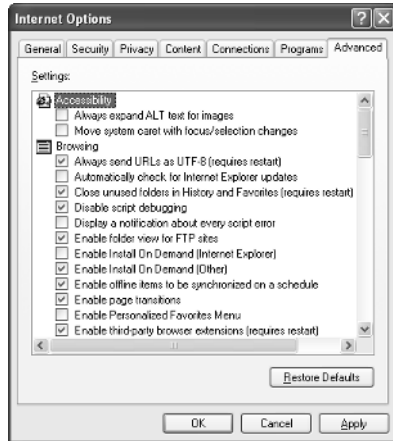 Internet Options
General Security Privacy Content Connections Programs Advanced
Settings:
Accessibility
Always expand ALT text for images
Move system caret with focus/selection changes
Browsing
Always send URLs as UTF-8 (requires restart)
Automatically check for Internet Explorer updates
Close unused folders in History and Favorites (requires restart)
Disable script debugging
Display a notification about every script error
Enable folder view for FTP sites
Enable Install On Demand (Internet Explorer)
Enable Install On Demand (Other)
Enable offline items to be synchronized on a schedule
Enable page transitions
Enable Personalized Favorites Menu
Enable third-party browser extensions (requires restart)
Restore Defaults
OK Cancel Apply